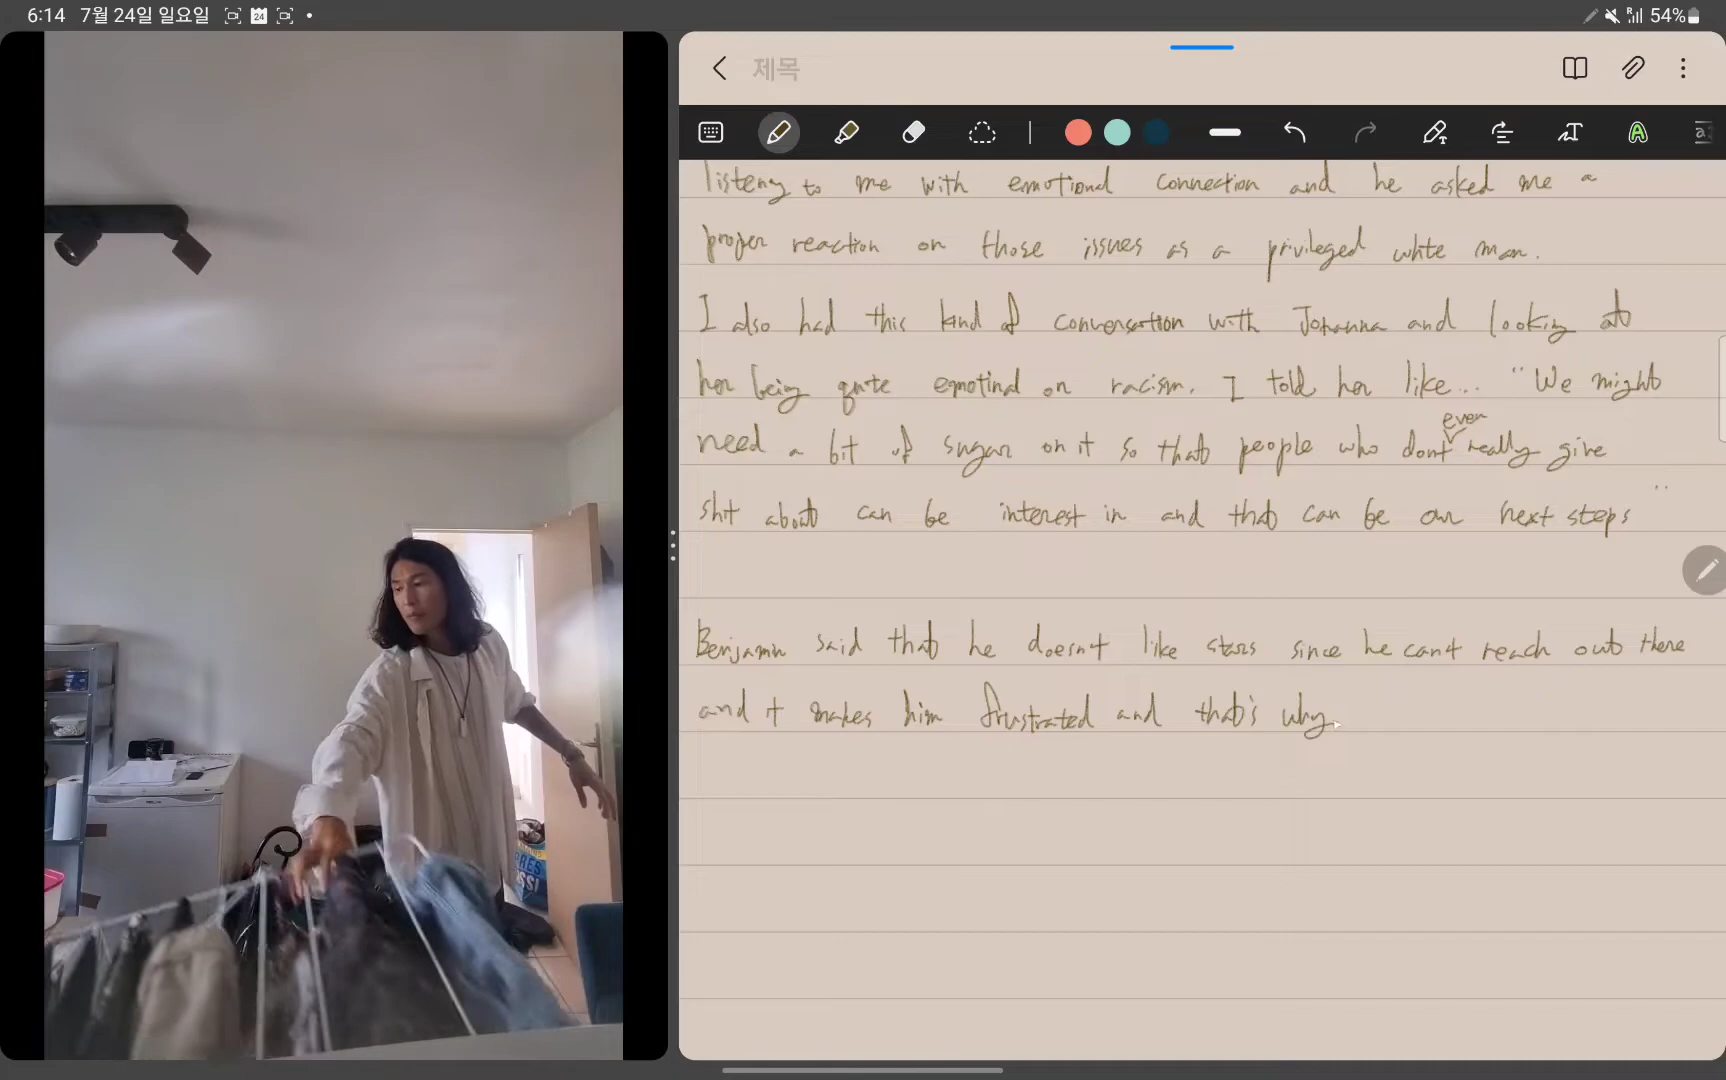 6:14 7월 24일 일요일 24 54%
제목
listeng to me with emotional connection and he asked me a
proper reaction on those issues as a privileged white man.
I also had this kind of conversation with Johanna and looking at
her being quite emotinal on racism. I told her like... "We might
even
need a bit of sugar on it so that people who dont really give
shit about can be interest in and that can be our next steps"
Benjamin said that he doesn't like stars since he can't reach out there
and it makes him frustrated and that's why